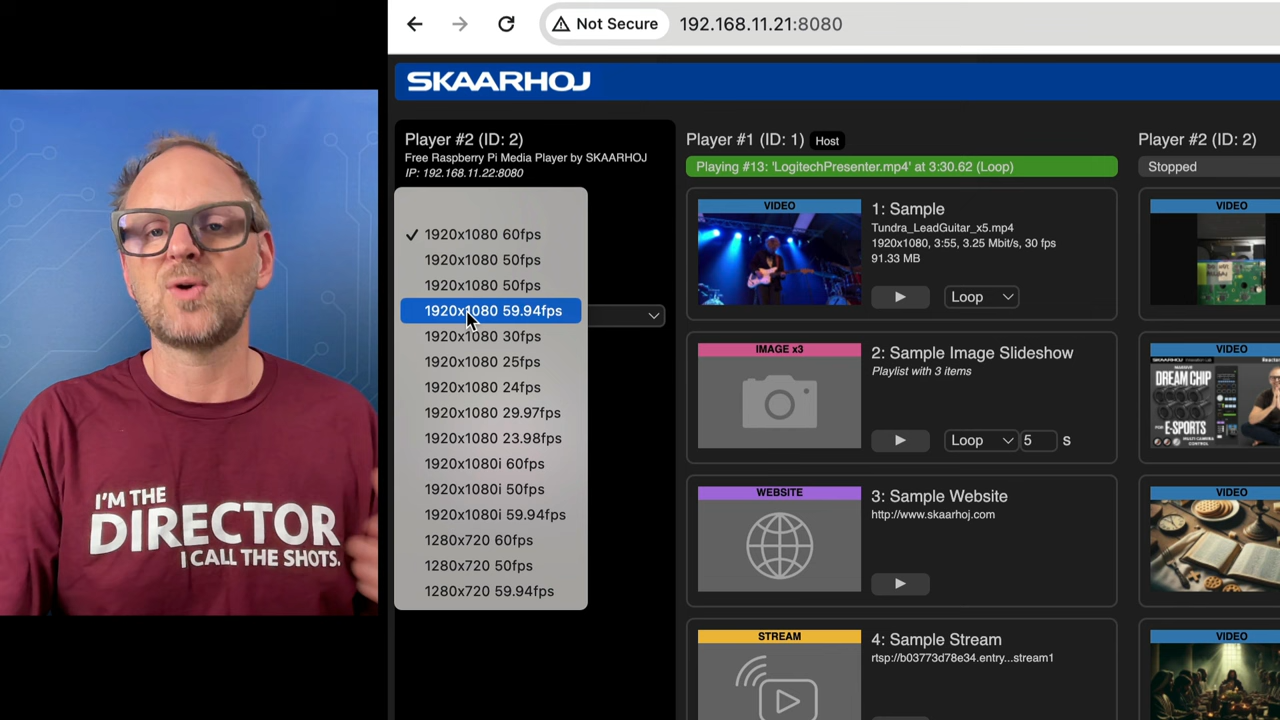 Not Secure
192.168.11.21:8080
SKAARHOJ
Player #2 (ID: 2)
Free Raspberry Pi Media Player by SKAARHOJ
IP: 192.168.11.22:8080
✓ 1920x1080 60fps
1920x1080 50fps
1920x1080 50fps
1920x1080 59.94fps
1920x1080 30fps
1920x1080 25fps
1920x1080 24fps
1920x1080 29.97fps
1920x1080 23.98fps
1920x1080i 60fps
1920x1080i 50fps
1920x1080i 59.94fps
1280x720 60fps
1280x720 50fps
1280x720 59.94fps
Player #1 (ID: 1) Host
Playing #13: 'LogitechPresenter.mp4' at 3:30.62 (Loop)
VIDEO
1: Sample
Tundra_LeadGuitar_x5.mp4
1920x1080, 3:55, 3.25 Mbit/s, 30 fps
91.33 MB
Loop
IMAGE x3
2: Sample Image Slideshow
Playlist with 3 items
Loop 5 s
WEBSITE
3: Sample Website
http://www.skaarhoj.com
STREAM
4: Sample Stream
rtsp://b03773d78e34.entry...stream1
Player #2 (ID: 2)
Stopped
VIDEO
VIDEO
SKAARHOJ
DREAM CHIP
FOR E-SPORTS
MULTI CAMERA
CONTROL
VIDEO
VIDEO
I'M THE
DIRECTOR
I CALL THE SHOTS.